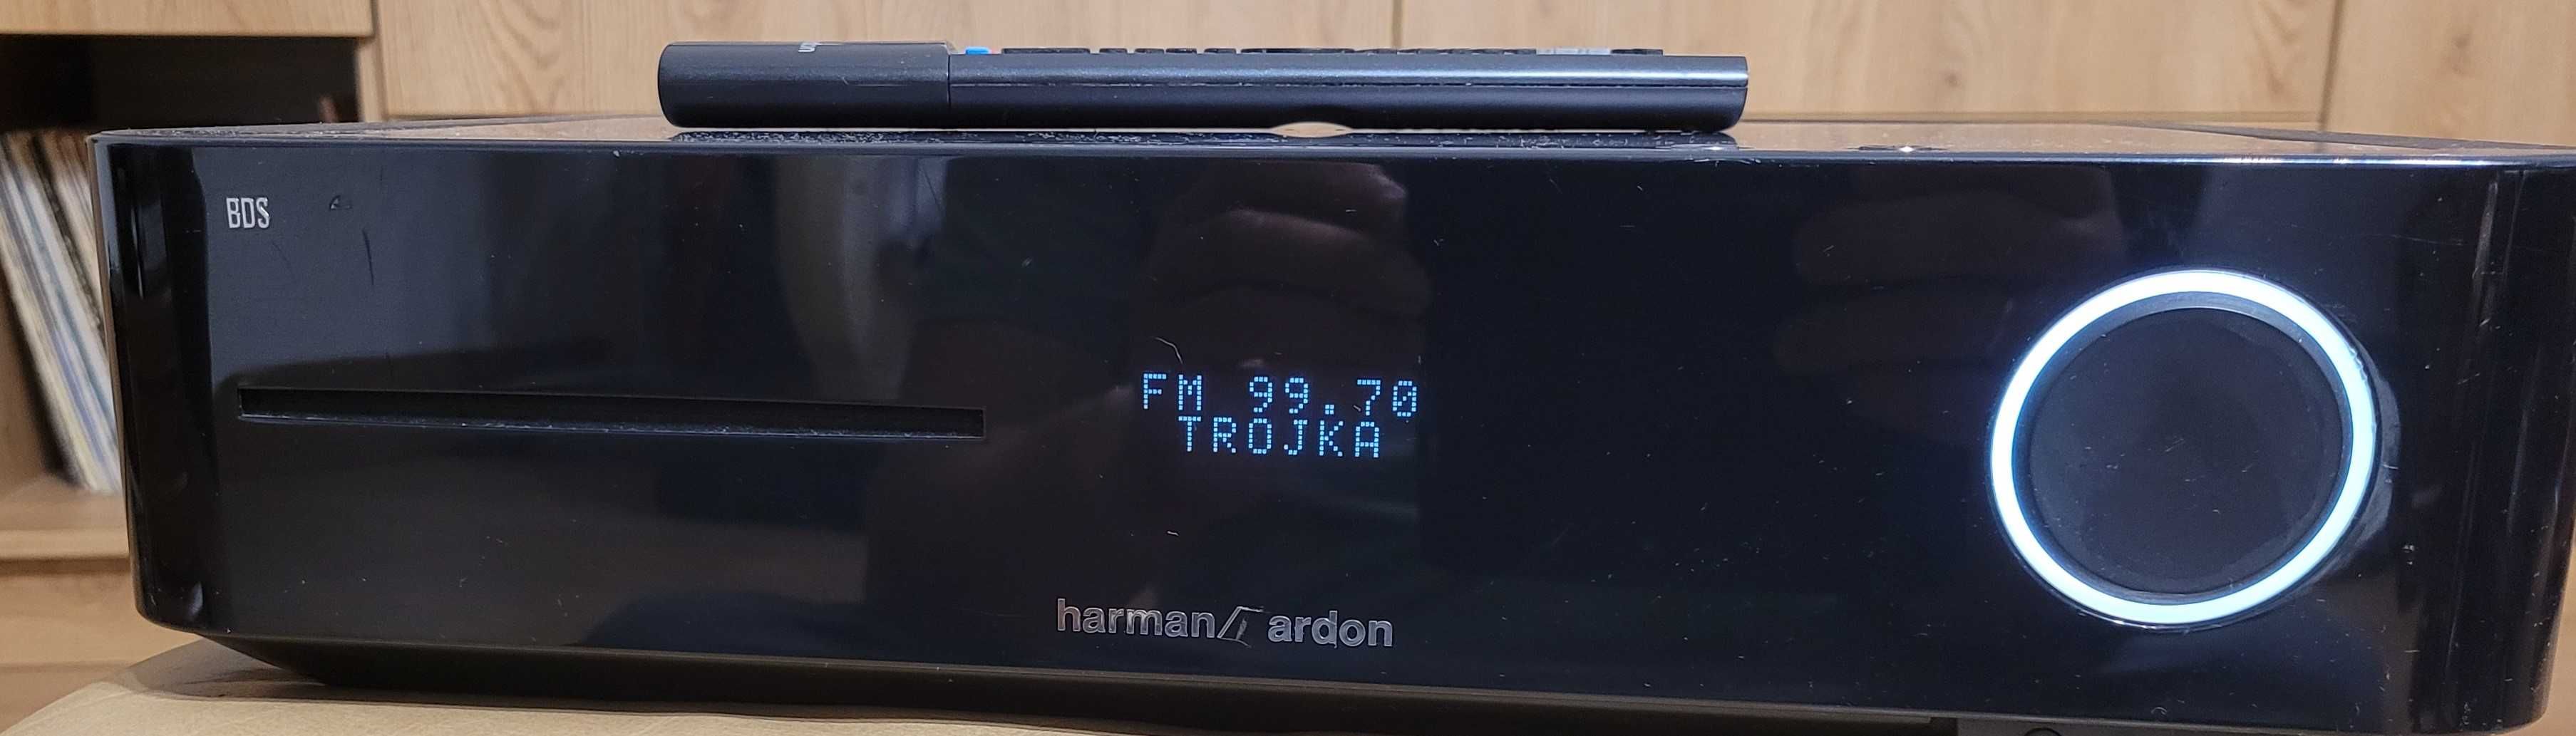 BDS
FM 99.70
TROJKA
harman/ ardon